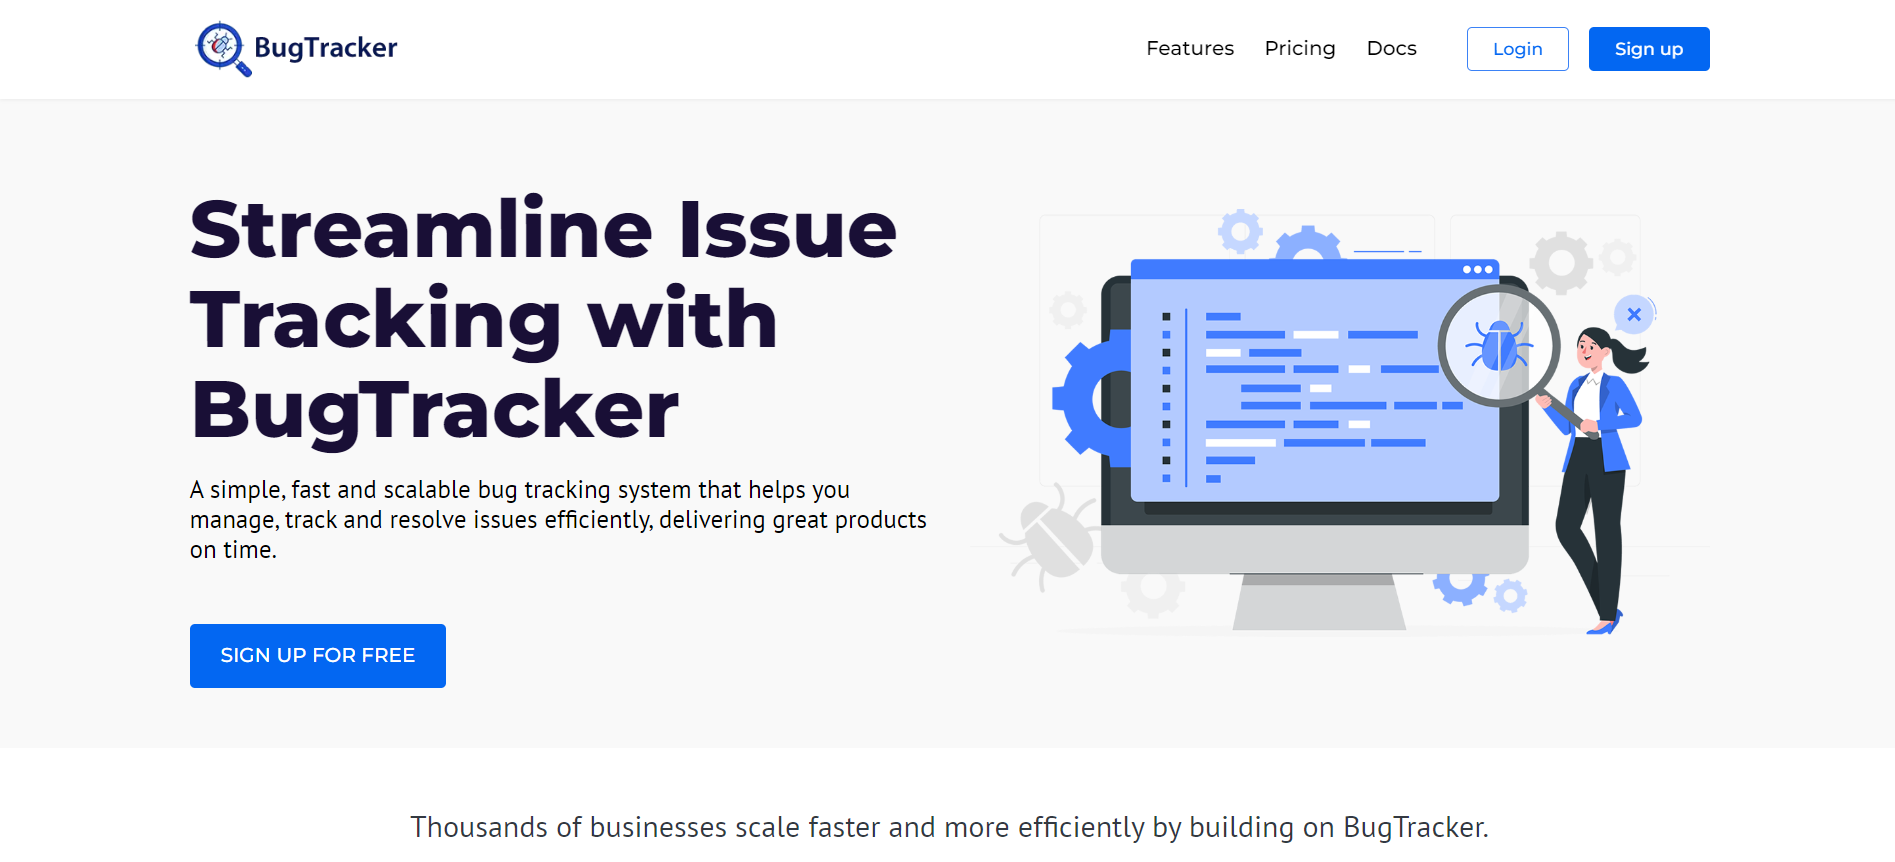 BugTracker
Features
Pricing
Docs
Login
Sign up
Streamline Issue
Tracking with
BugTracker
A simple, fast and scalable bug tracking system that helps you
manage, track and resolve issues efficiently, delivering great products
on time.
SIGN UP FOR FREE
Thousands of businesses scale faster and more efficiently by building on BugTracker.